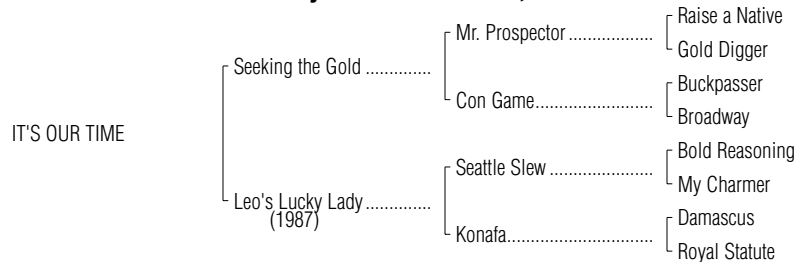 Raise a Native
Mr. Prospector ..................
Gold Digger
Seeking the Gold ..............
Buckpasser
Con Game.........................
Broadway
IT'S OUR TIME
Bold Reasoning
Seattle Slew ......................
My Charmer
Leo's Lucky Lady ..............
(1987)
Damascus
Konafa..............................
Royal Statute